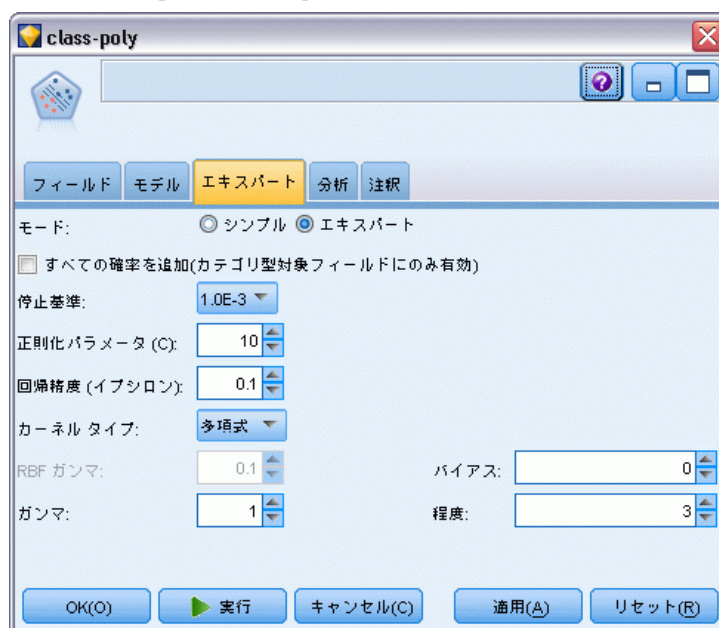 class-poly
フィールド モデル エキスパート 分析 注釈
モード: シンプル エキスパート
すべての確率を追加(カテゴリ型対象フィールドにのみ有効)
停止基準: 1.0E-3
正則化パラメータ (C): 10
回帰精度 (イプシロン): 0.1
カーネル タイプ: 多項式
RBF ガンマ: 0.1 バイアス: 0
ガンマ: 1 程度: 3
OK(O) 実行 キャンセル(C) 適用(A) リセット(R)